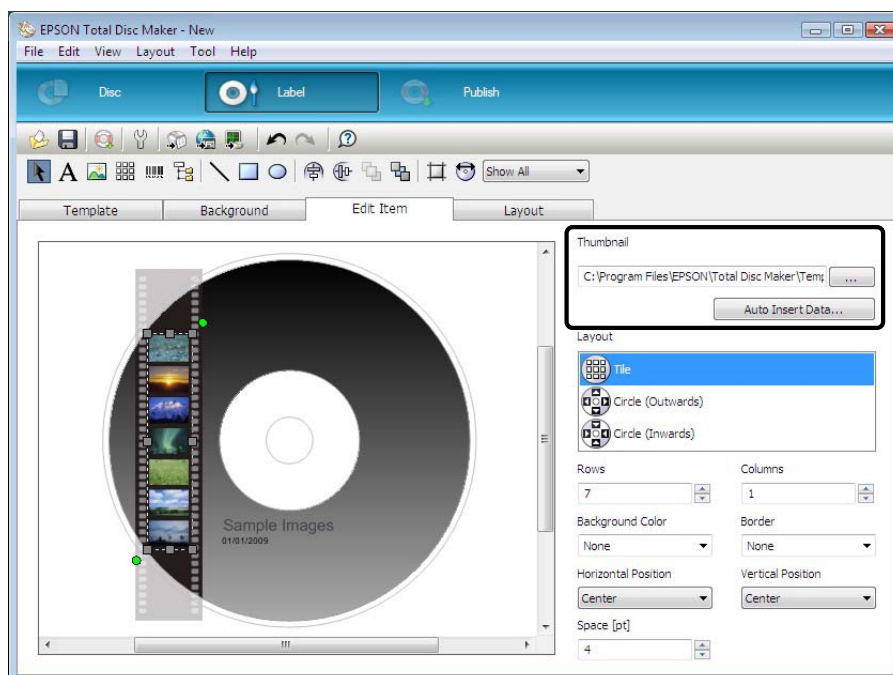 EPSON Total Disc Maker - New
File Edit View Layout Tool Help
Disc Label Publish
A Show All
Template Background Edit Item Layout
Thumbnail
C:\Program Files\EPSON\Total Disc Maker\Temp ...
Auto Insert Data...
Layout
Tile
Circle (Outwards)
Circle (Inwards)
Rows Columns
7 1
Background Color Border
None None
Horizontal Position Vertical Position
Center Center
Space [pt]
4
Sample Images
01/01/2009